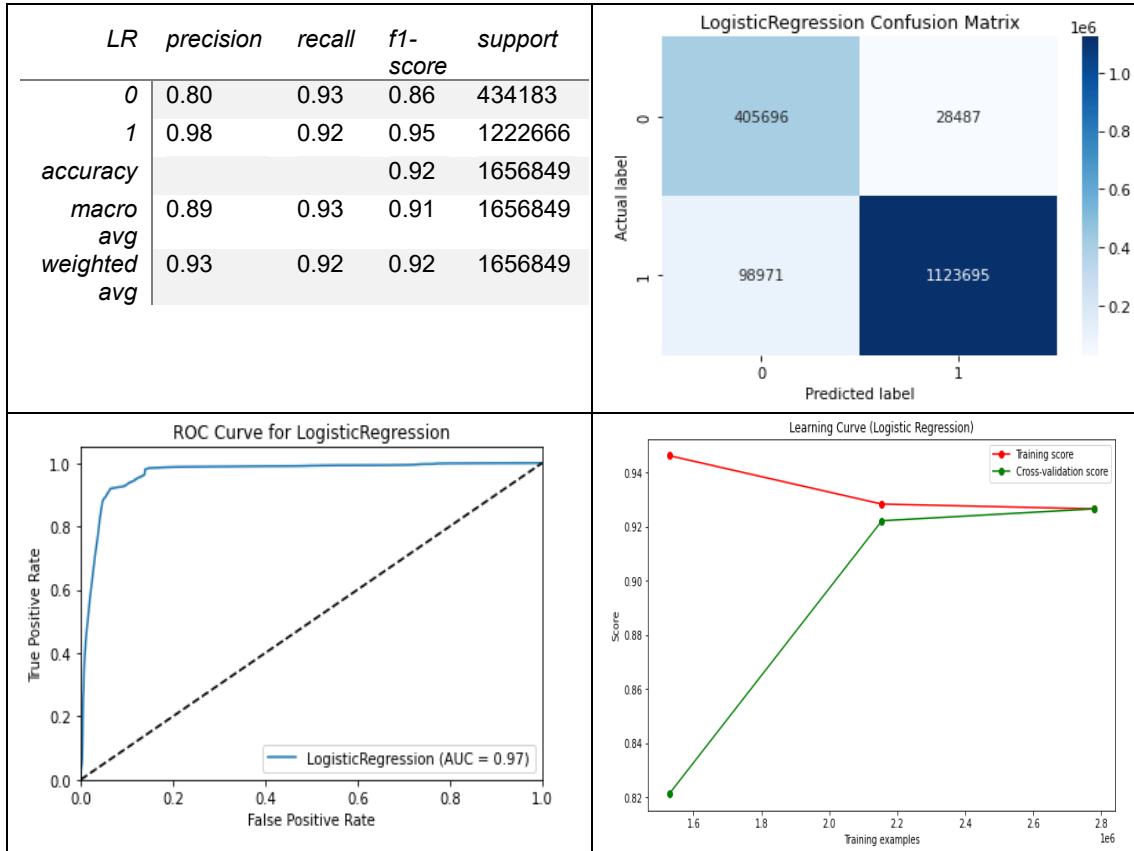 LR precision recall f1-
score support
0 0.80 0.93 0.86 434183
1 0.98 0.92 0.95 1222666
accuracy 0.92 1656849
macro
avg 0.89 0.93 0.91 1656849
weighted
avg 0.93 0.92 0.92 1656849
LogisticRegression Confusion Matrix
1e6
405696 28487
98971 1123695
0
1
Actual label
0 1
Predicted label
1.0
0.8
0.6
0.4
0.2
ROC Curve for LogisticRegression
1.0
0.8
0.6
0.4
0.2
0.0
True Positive Rate
LogisticRegression (AUC = 0.97)
0.0 0.2 0.4 0.6 0.8 1.0
False Positive Rate
Learning Curve (Logistic Regression)
Training score
Cross-validation score
0.94
0.92
0.90
0.88
0.86
0.84
0.82
Score
1.6 1.8 2.0 2.2 2.4 2.6 2.8
1e6
Training examples